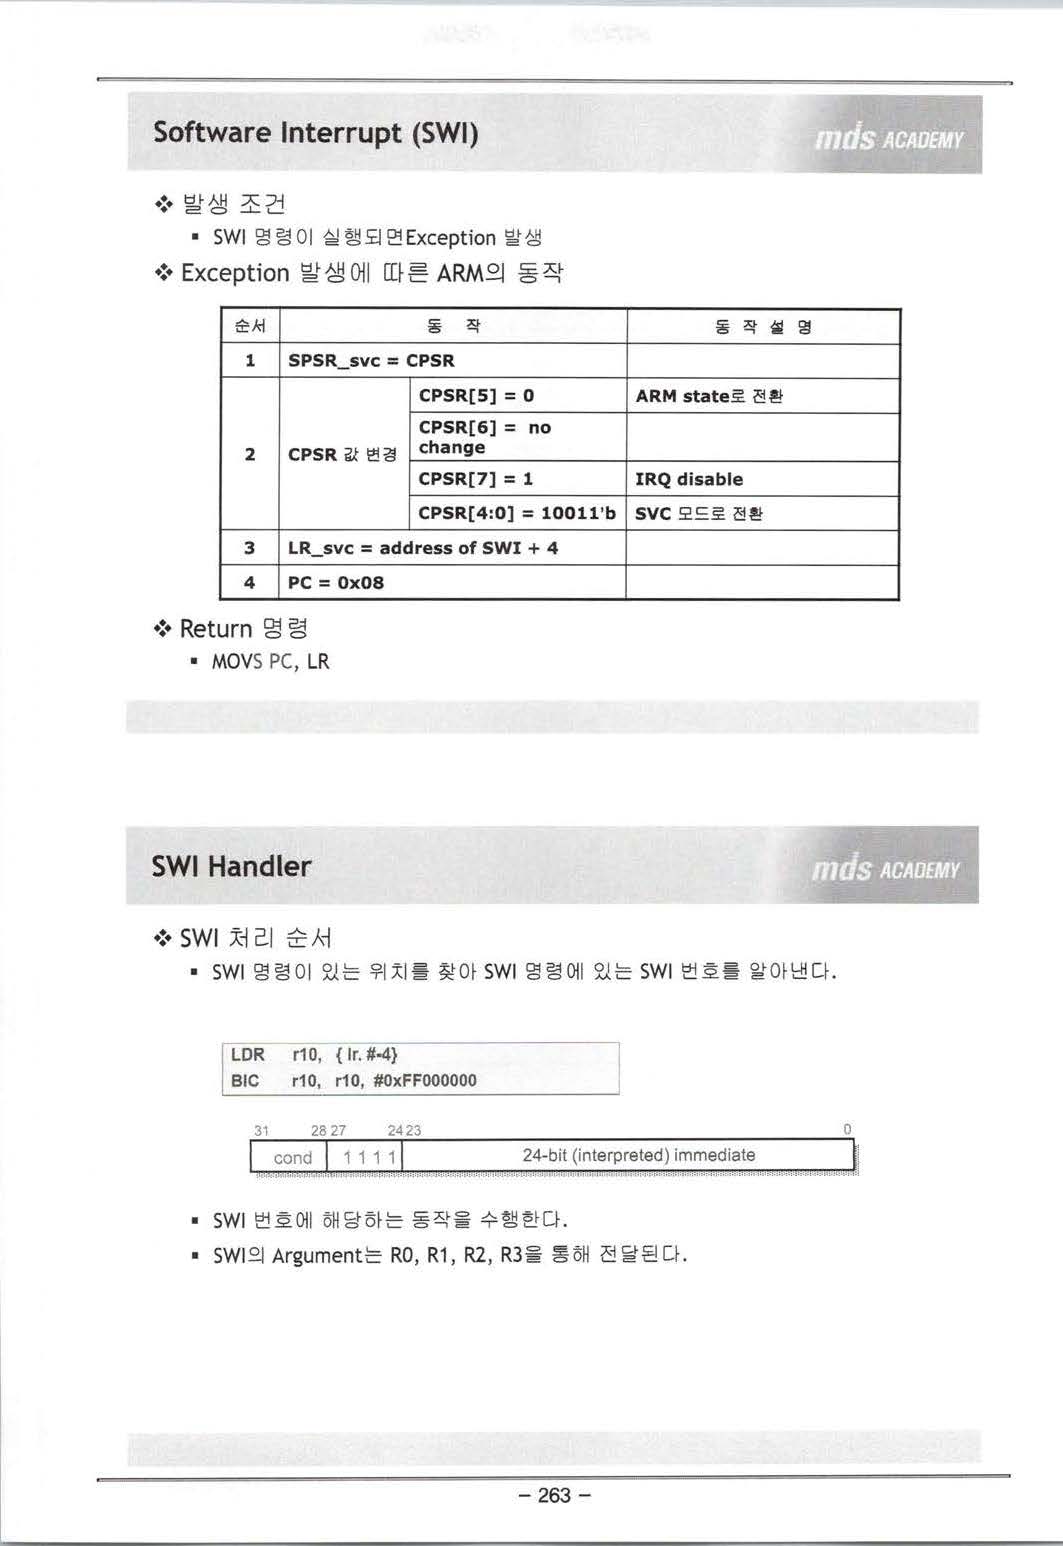 Software Interrupt (SWI)
mds ACADEMY
❖ 발생 조건
▪ SWI 명령이 실행되면Exception 발생
❖ Exception 발생에 따른 ARM의 동작
순서 동 작 동 작 설 명
1 SPSR_svc = CPSR
2 CPSR 값 변경
CPSR[5] = 0 ARM state로 전환
CPSR[6] = no
change
CPSR[7] = 1 IRQ disable
CPSR[4:0] = 10011'b SVC 모드로 전환
3 LR_svc = address of SWI + 4
4 PC = 0x08
❖ Return 명령
▪ MOVS PC, LR
SWI Handler
mds ACADEMY
❖ SWI 처리 순서
▪ SWI 명령이 있는 위치를 찾아 SWI 명령에 있는 SWI 번호를 알아낸다.
LDR r10, { lr. #-4}
BIC r10, r10, #0xFF000000
31 28 27 24 23 0
cond 1 1 1 1 24-bit (interpreted) immediate
▪ SWI 번호에 해당하는 동작을 수행한다.
▪ SWI의 Argument는 R0, R1, R2, R3을 통해 전달된다.
- 263 -